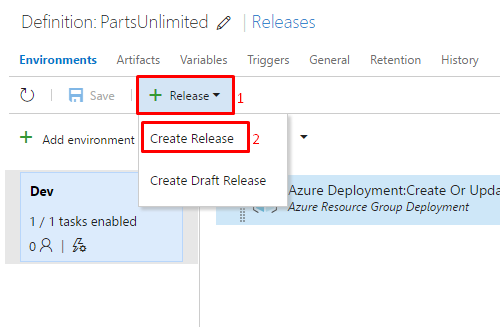 Definition: PartsUnlimited | Releases
Environments Artifacts Variables Triggers General Retention History
Save + Release 1
+ Add environment
Create Release 2
Create Draft Release
Dev
1 / 1 tasks enabled
0
Azure Deployment:Create Or Upda
Azure Resource Group Deployment